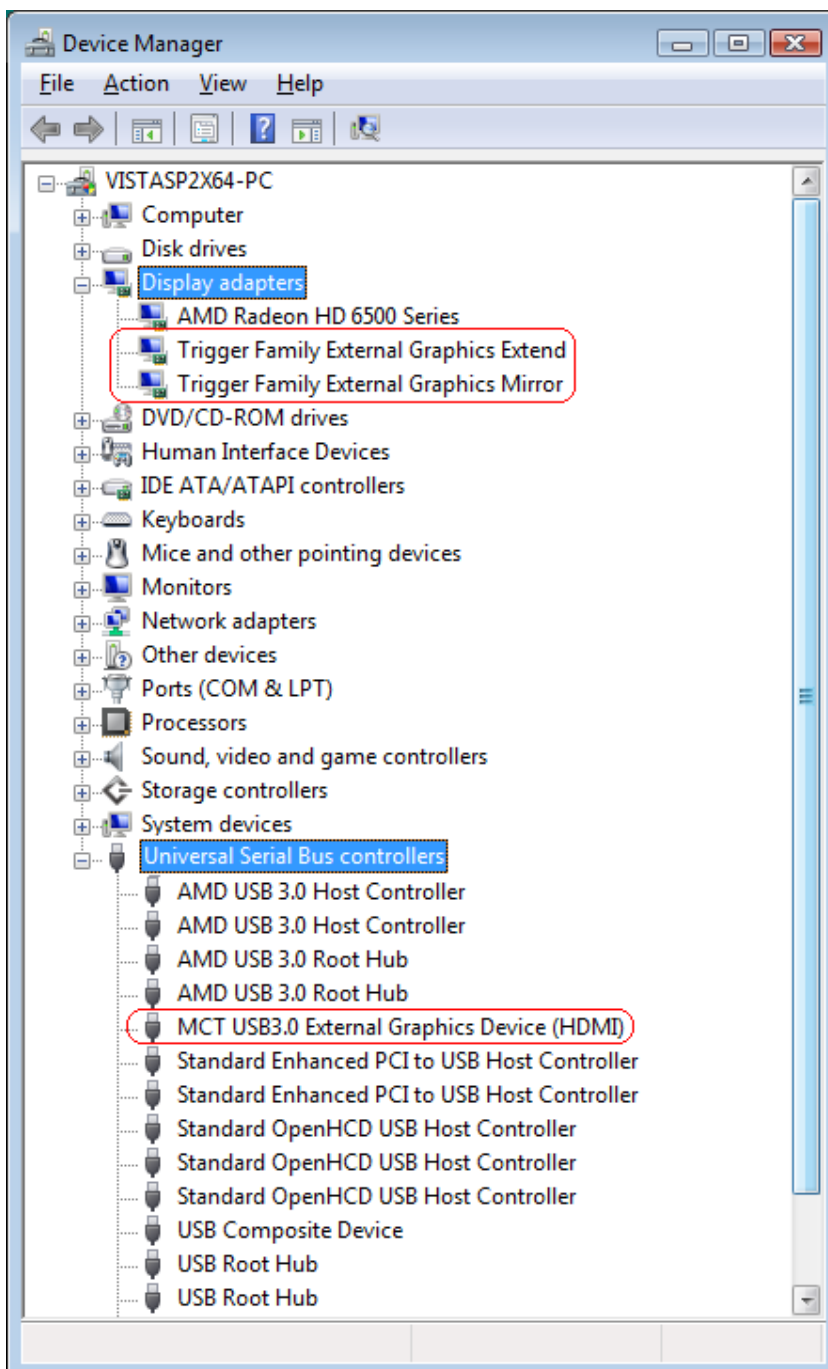 Device Manager
File Action View Help
VISTASP2X64-PC
Computer
Disk drives
Display adapters
AMD Radeon HD 6500 Series
Trigger Family External Graphics Extend
Trigger Family External Graphics Mirror
DVD/CD-ROM drives
Human Interface Devices
IDE ATA/ATAPI controllers
Keyboards
Mice and other pointing devices
Monitors
Network adapters
Other devices
Ports (COM & LPT)
Processors
Sound, video and game controllers
Storage controllers
System devices
Universal Serial Bus controllers
AMD USB 3.0 Host Controller
AMD USB 3.0 Host Controller
AMD USB 3.0 Root Hub
AMD USB 3.0 Root Hub
MCT USB3.0 External Graphics Device (HDMI)
Standard Enhanced PCI to USB Host Controller
Standard Enhanced PCI to USB Host Controller
Standard OpenHCD USB Host Controller
Standard OpenHCD USB Host Controller
Standard OpenHCD USB Host Controller
USB Composite Device
USB Root Hub
USB Root Hub